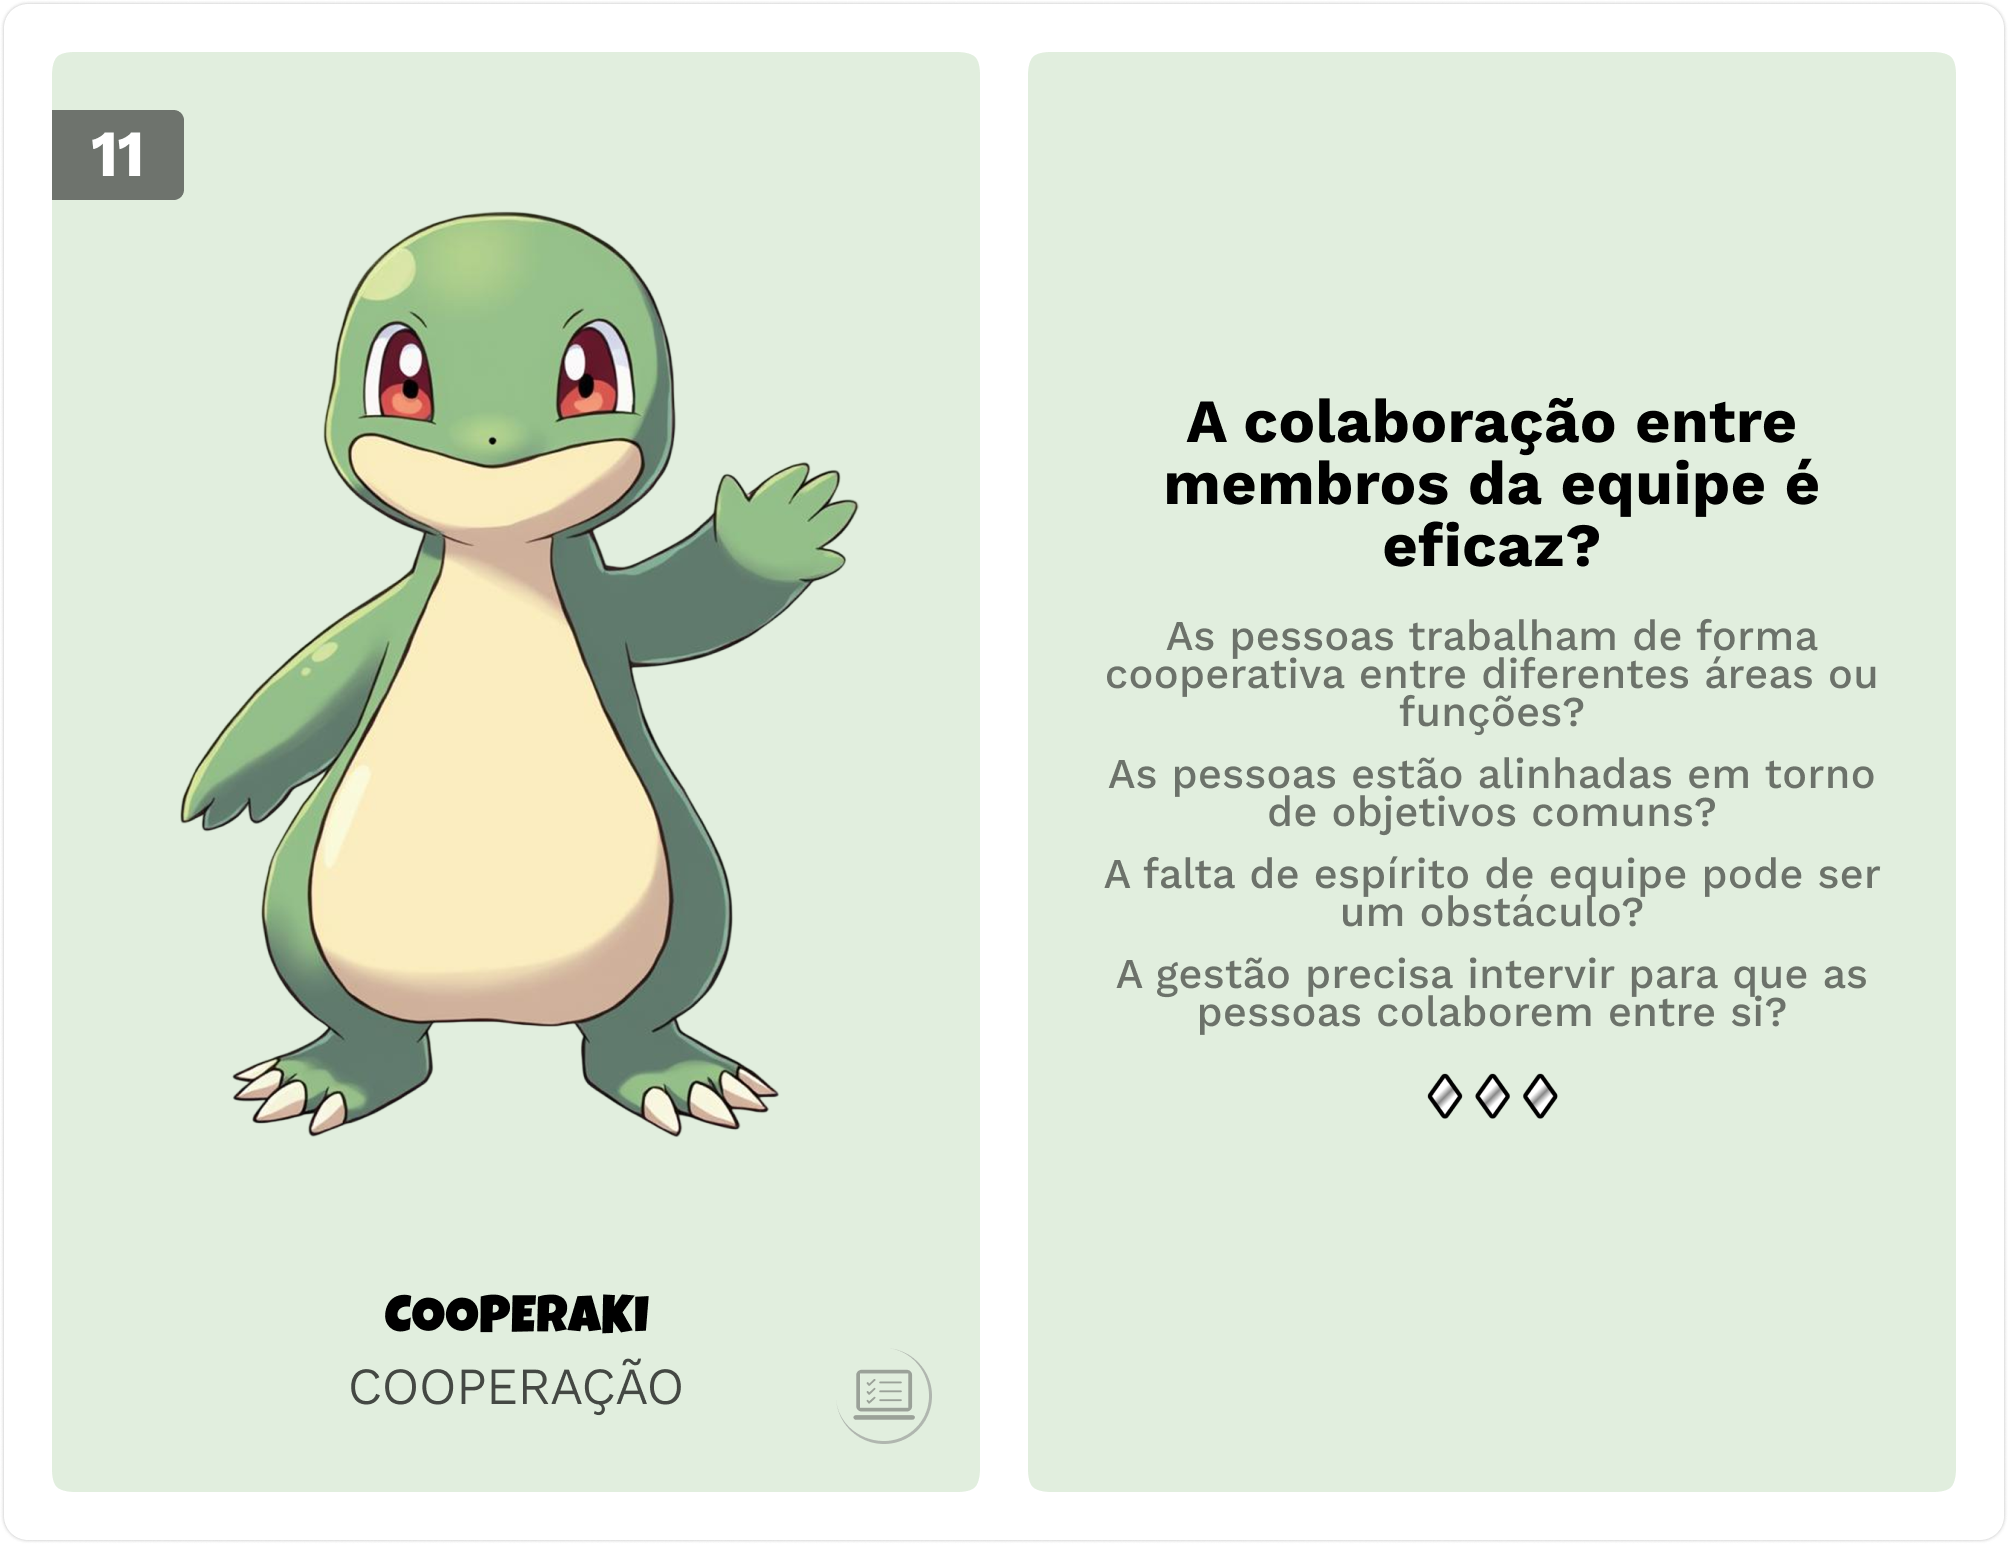 11
COOPERAKI
COOPERAÇÃO
A colaboração entre
membros da equipe é
eficaz?
As pessoas trabalham de forma
cooperativa entre diferentes áreas ou
funções?
As pessoas estão alinhadas em torno
de objetivos comuns?
A falta de espírito de equipe pode ser
um obstáculo?
A gestão precisa intervir para que as
pessoas colaborem entre si?